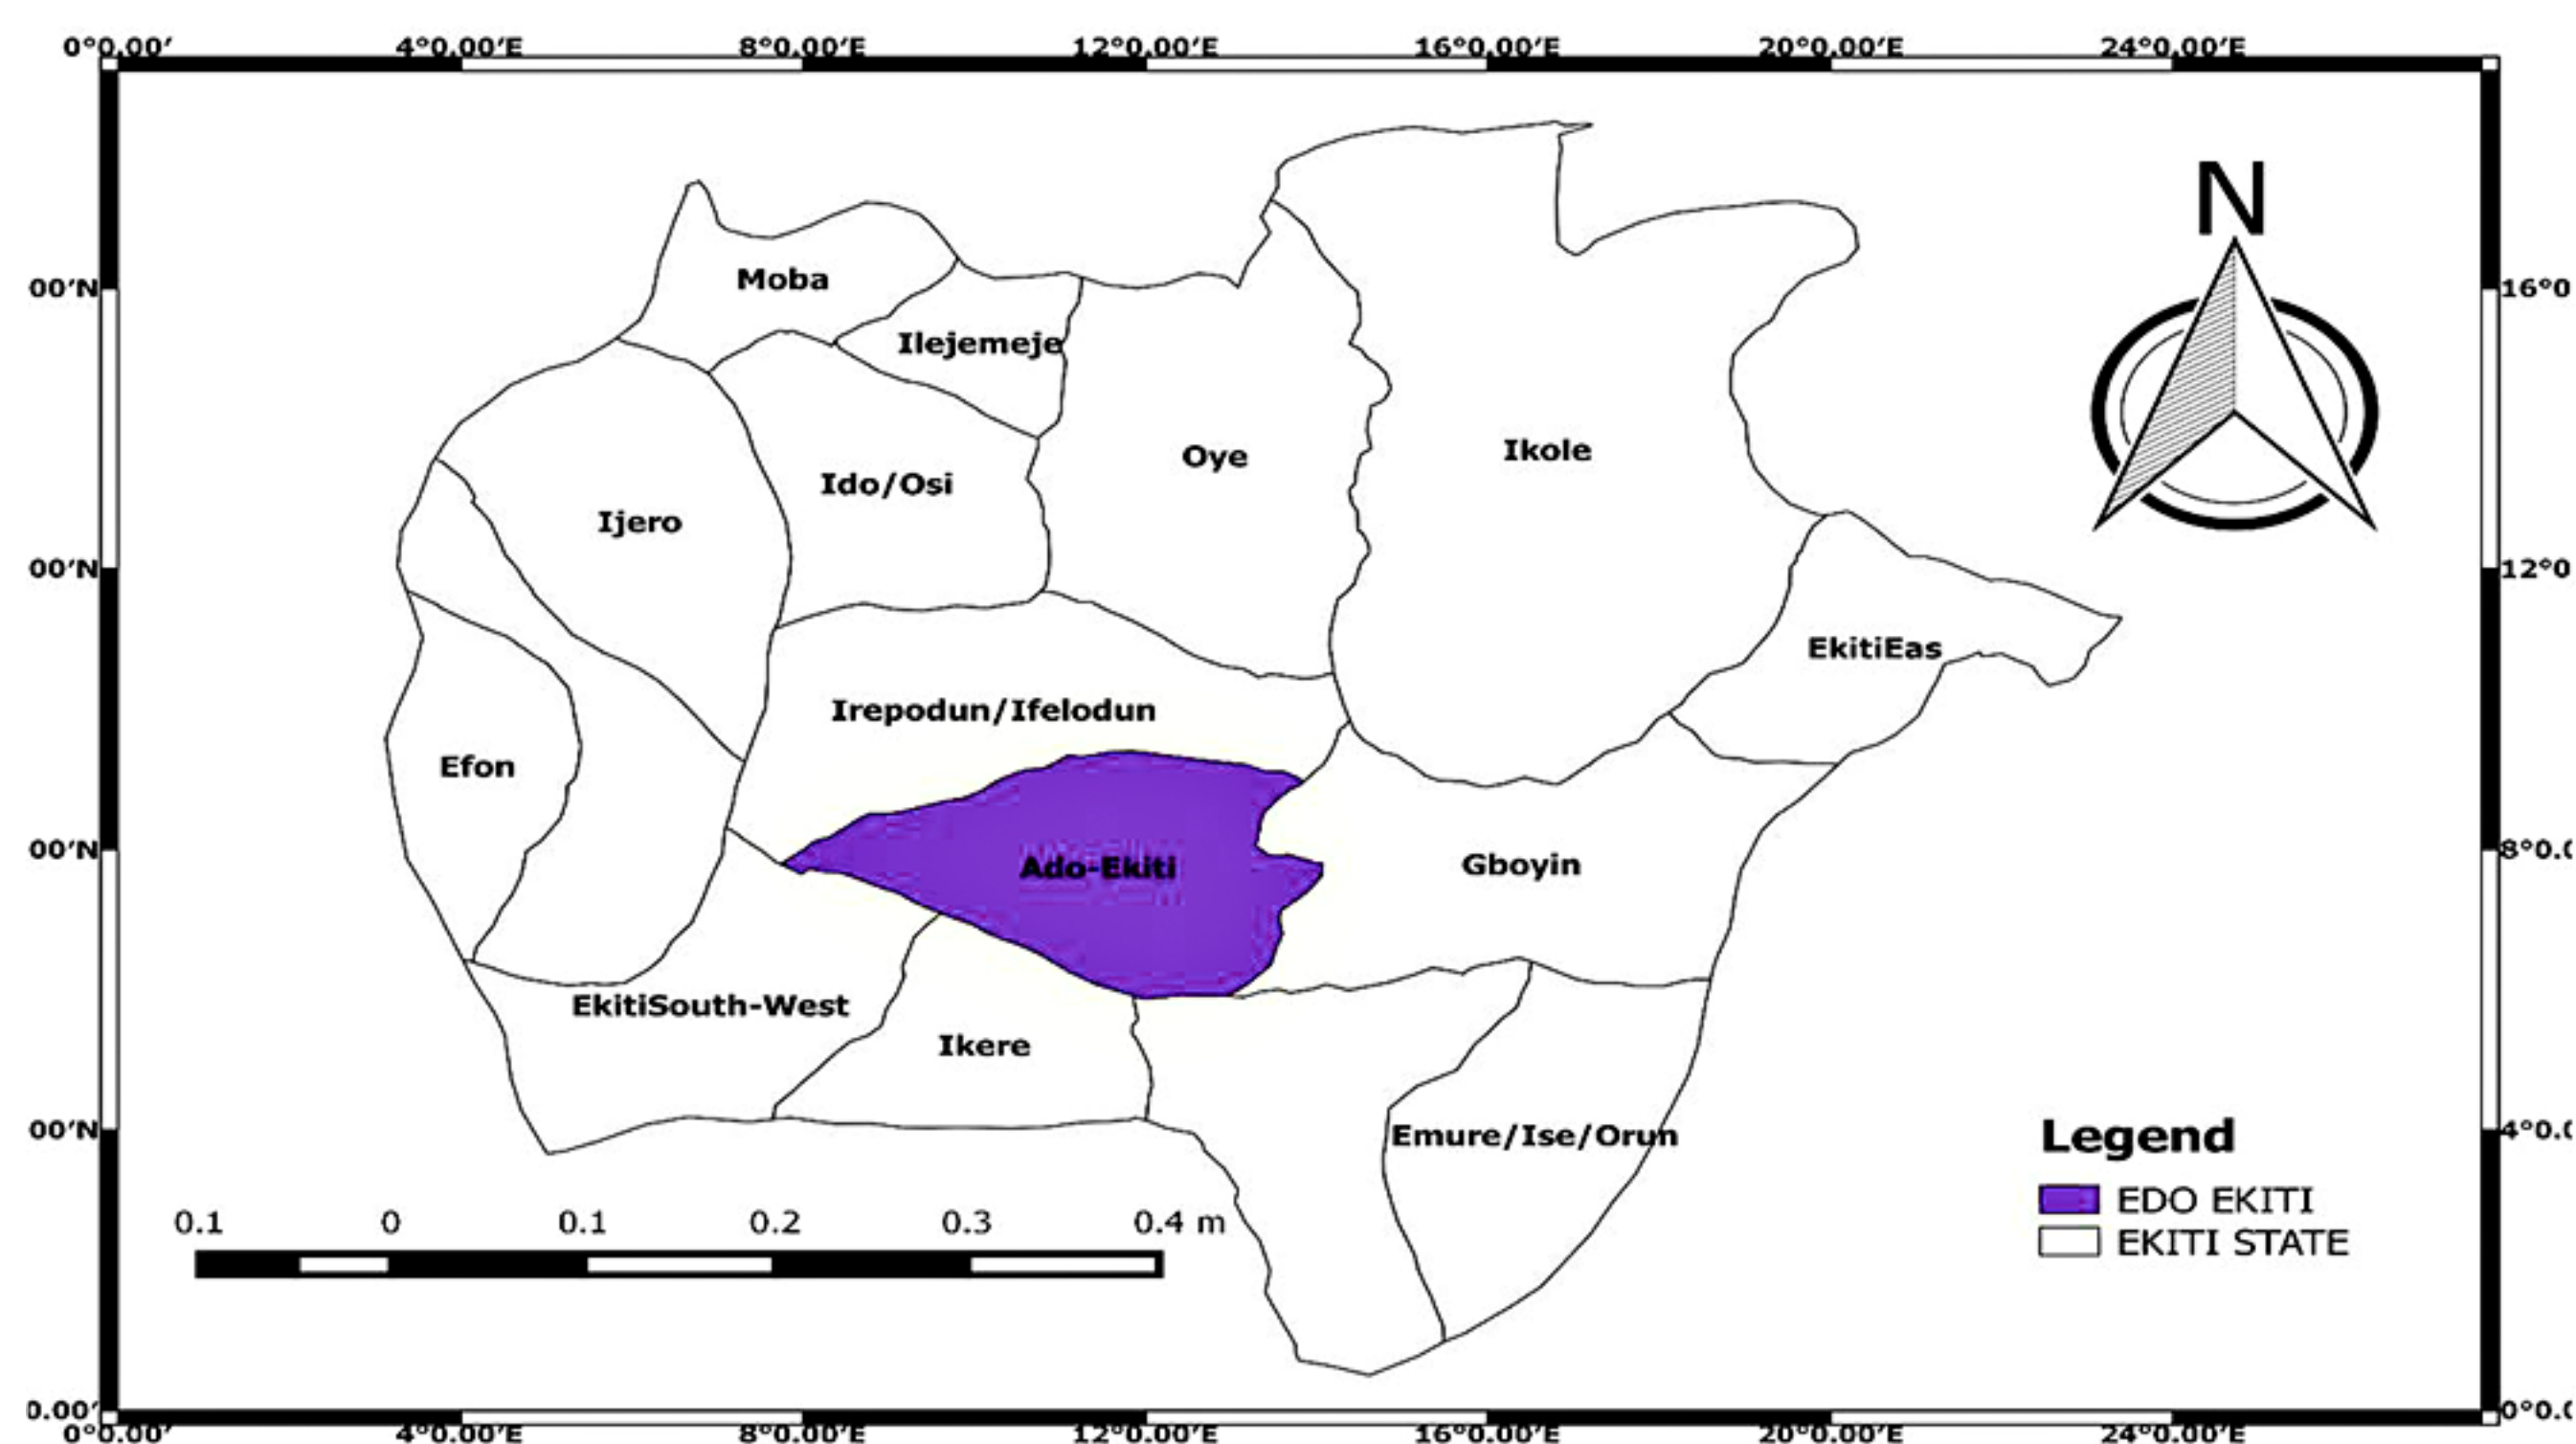 0°0.00′ 4°0.00′E 8°0.00′E 12°0.00′E 16°0.00′E 20°0.00′E 24°0.00′E
N
Moba
00′N 16°0
Ilejemeje
Oye
Ikole
Ido/Osi
Ijero
00′N 12°0
EkitiEas
Irepodun/Ifelodun
Efon
00′N 8°0.0
Ado-Ekiti
Gboyin
EkitiSouth-West
Ikere
00′N 4°0.0
Emure/Ise/Orun
Legend
EDO EKITI
EKITI STATE
0.1 0 0.1 0.2 0.3 0.4 m
0.00′ 0°0.0
0°0.00′ 4°0.00′E 8°0.00′E 12°0.00′E 16°0.00′E 20°0.00′E 24°0.00′E